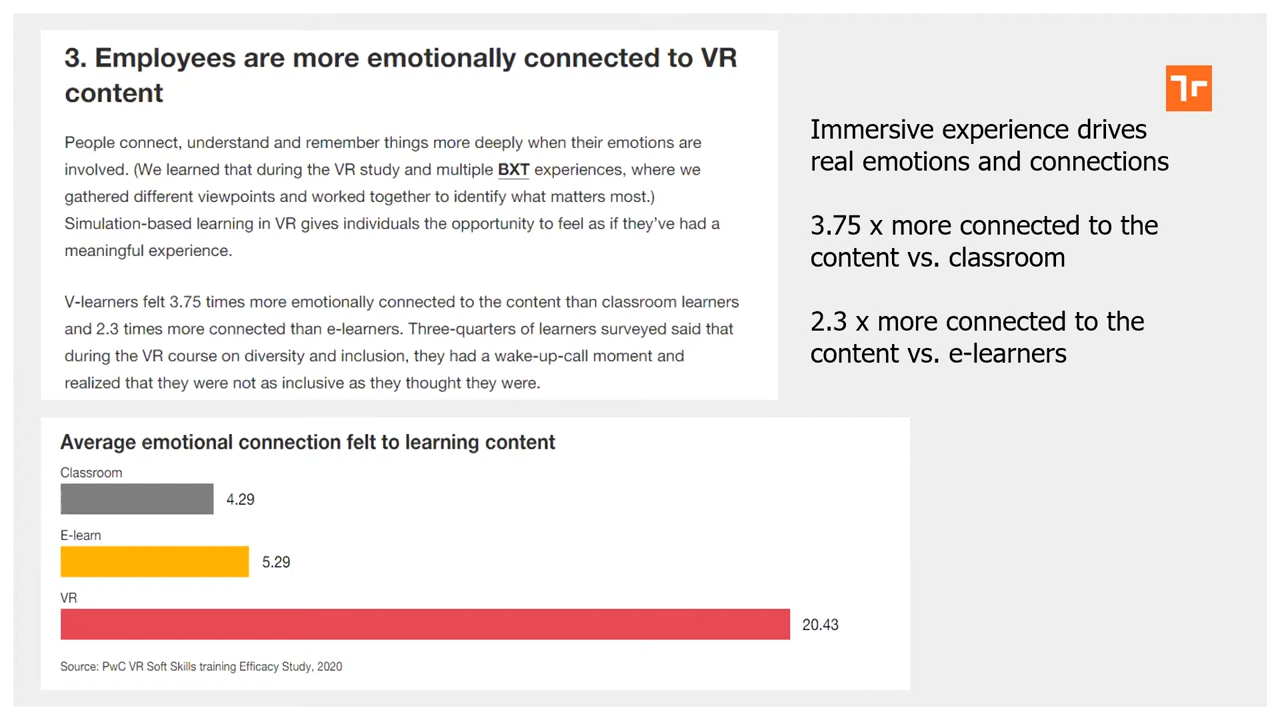 3. Employees are more emotionally connected to VR
content
People connect, understand and remember things more deeply when their emotions are
involved. (We learned that during the VR study and multiple BXT experiences, where we
gathered different viewpoints and worked together to identify what matters most.)
Simulation-based learning in VR gives individuals the opportunity to feel as if they’ve had a
meaningful experience.
V-learners felt 3.75 times more emotionally connected to the content than classroom learners
and 2.3 times more connected than e-learners. Three-quarters of learners surveyed said that
during the VR course on diversity and inclusion, they had a wake-up-call moment and
realized that they were not as inclusive as they thought they were.
Immersive experience drives
real emotions and connections
3.75 x more connected to the
content vs. classroom
2.3 x more connected to the
content vs. e-learners
Average emotional connection felt to learning content
Classroom
4.29
E-learn
5.29
VR
20.43
Source: PwC VR Soft Skills training Efficacy Study, 2020